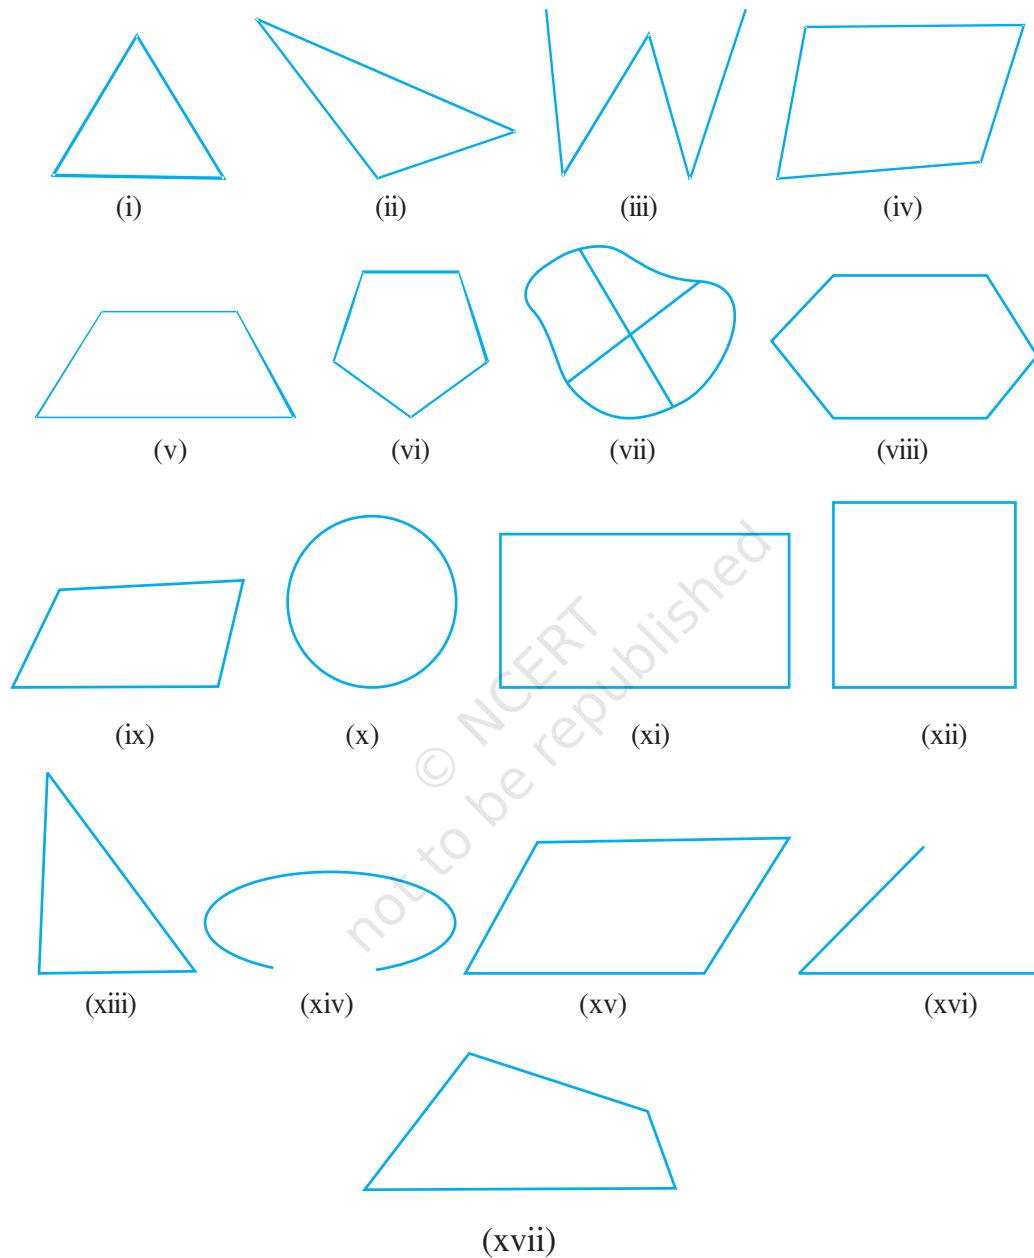 (i) (ii) (iii) (iv)
(v) (vi) (vii) (viii)
(ix) (x) (xi) (xii)
© NCERT
not to be republished
(xiii) (xiv) (xv) (xvi)
(xvii)